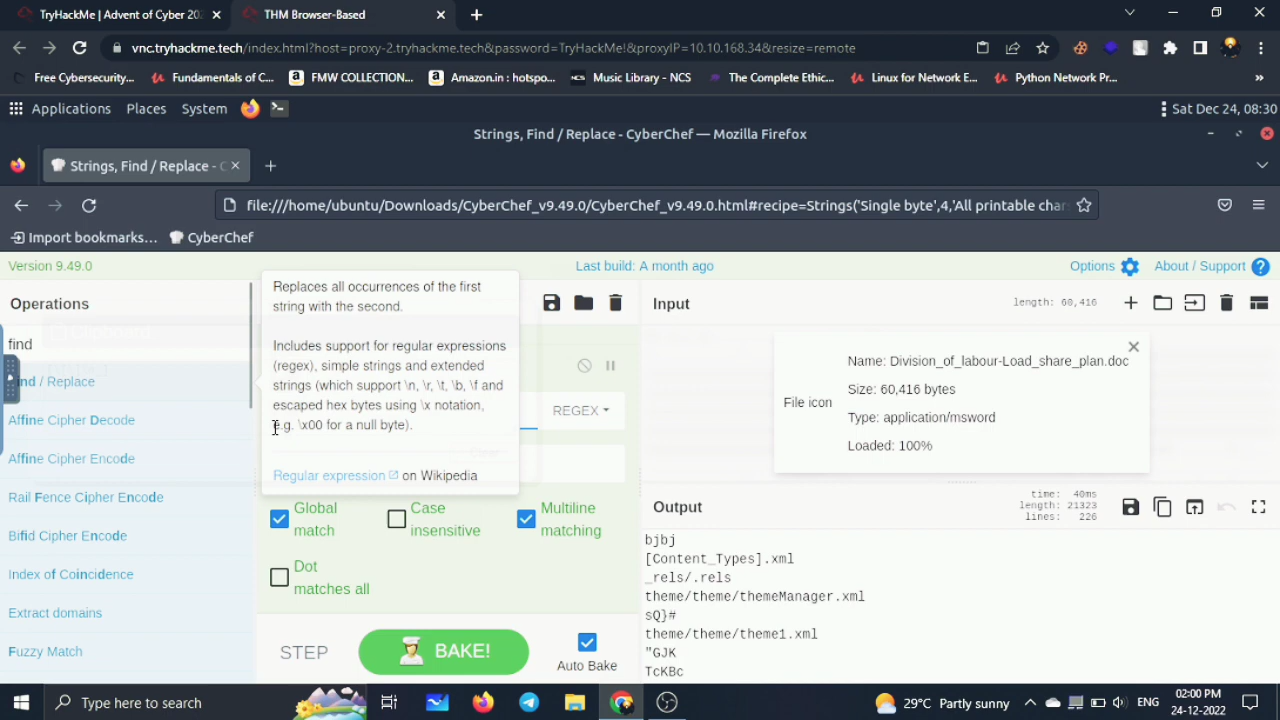 TryHackMe | Advent of Cyber 202
THM Browser-Based
vnc.tryhackme.tech/index.html?host=proxy-2.tryhackme.tech&password=TryHackMe!&proxyIP=10.10.168.34&resize=remote
Free Cybersecurity...
Fundamentals of C...
FMW COLLECTION...
Amazon.in : hotspo...
NCS Music Library - NCS
The Complete Ethic...
Linux for Network E...
Python Network Pr...
»
Applications Places System
Sat Dec 24, 08:30
Strings, Find / Replace - CyberChef — Mozilla Firefox
Strings, Find / Replace - C
file:///home/ubuntu/Downloads/CyberChef_v9.49.0/CyberChef_v9.49.0.html#recipe=Strings('Single byte',4,'All printable char
Import bookmarks...
CyberChef
Version 9.49.0
Last build: A month ago
Options
About / Support
Operations
find
ind / Replace
Affine Cipher Decode
Affine Cipher Encode
Rail Fence Cipher Encode
Bifid Cipher Encode
Index of Coincidence
Extract domains
Fuzzy Match
Replaces all occurrences of the first
string with the second.
Includes support for regular expressions
(regex), simple strings and extended
strings (which support \n, \r, \t, \b, \f and
escaped hex bytes using \x notation,
e.g. \x00 for a null byte).
Regular expression on Wikipedia
REGEX
Global
match
Case
insensitive
Multiline
matching
Dot
matches all
STEP
BAKE!
Auto Bake
Input
length: 60,416
File icon
Name: Division_of_labour-Load_share_plan.doc
Size: 60,416 bytes
Type: application/msword
Loaded: 100%
Output
time: 40ms
length: 21323
lines: 226
bjbj
[Content_Types].xml
_rels/.rels
theme/theme/themeManager.xml
sQ}#
theme/theme/theme1.xml
"GJK
TcKBc
Type here to search
29°C Partly sunny
ENG
02:00 PM
24-12-2022